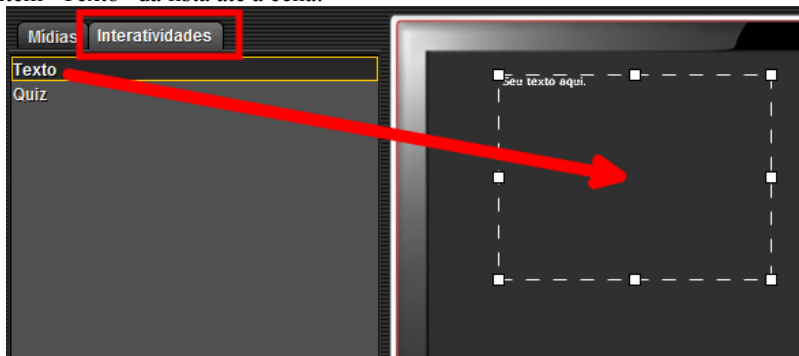 item "Texto" da lista até a cena.
Mídias Interatividades
Texto
Quiz
Seu texto aqui.